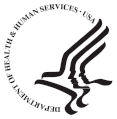 DEPARTMENT OF HEALTH & HUMAN SERVICES · USA